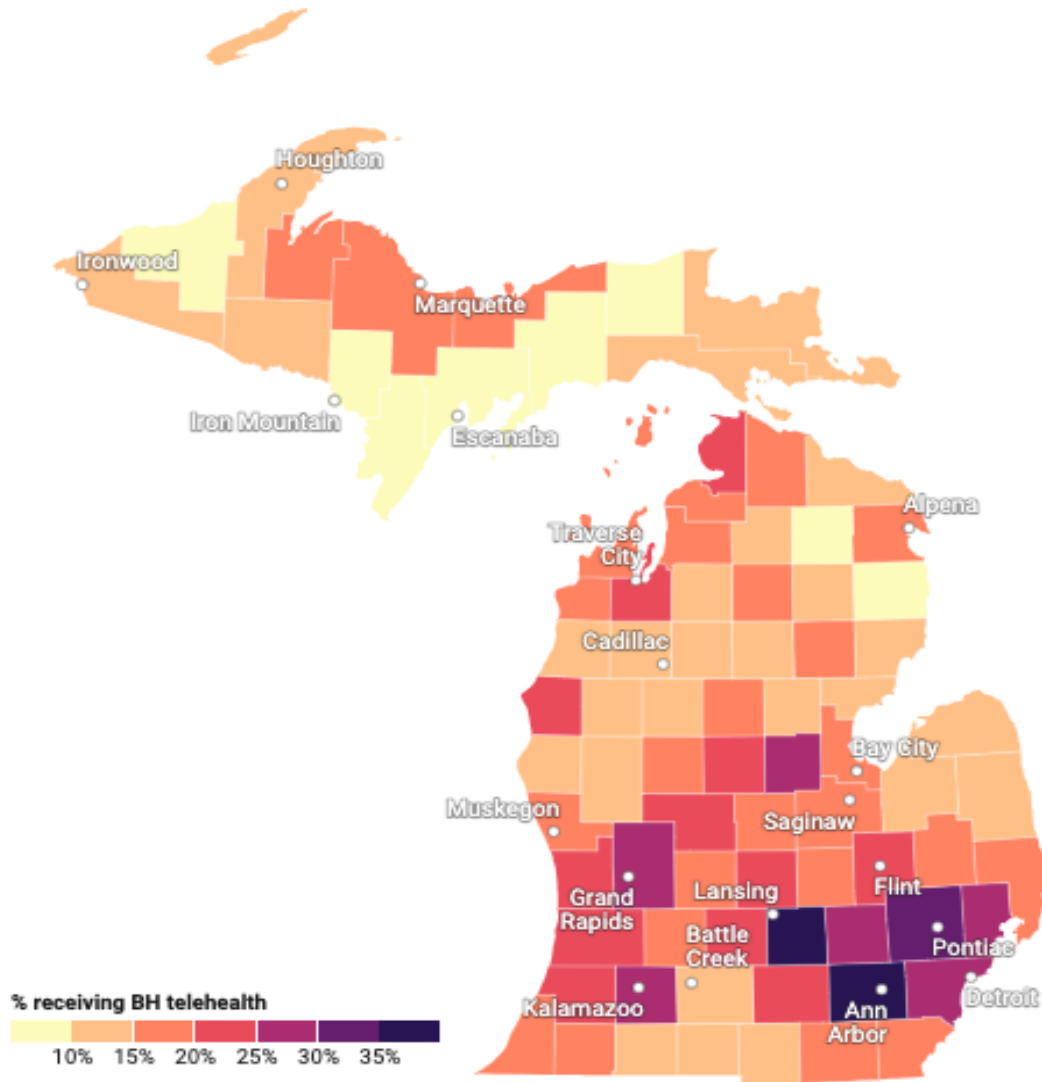 Houghton
Ironwood
Marquette
Iron Mountain
Escanaba
Alpena
Traverse
City
Cadillac
Bay City
Muskegon
Saginaw
Grand
Rapids
Lansing
Flint
Battle
Creek
Pontiac
Kalamazoo
Ann
Arbor
Detroit
% receiving BH telehealth
10% 15% 20% 25% 30% 35%